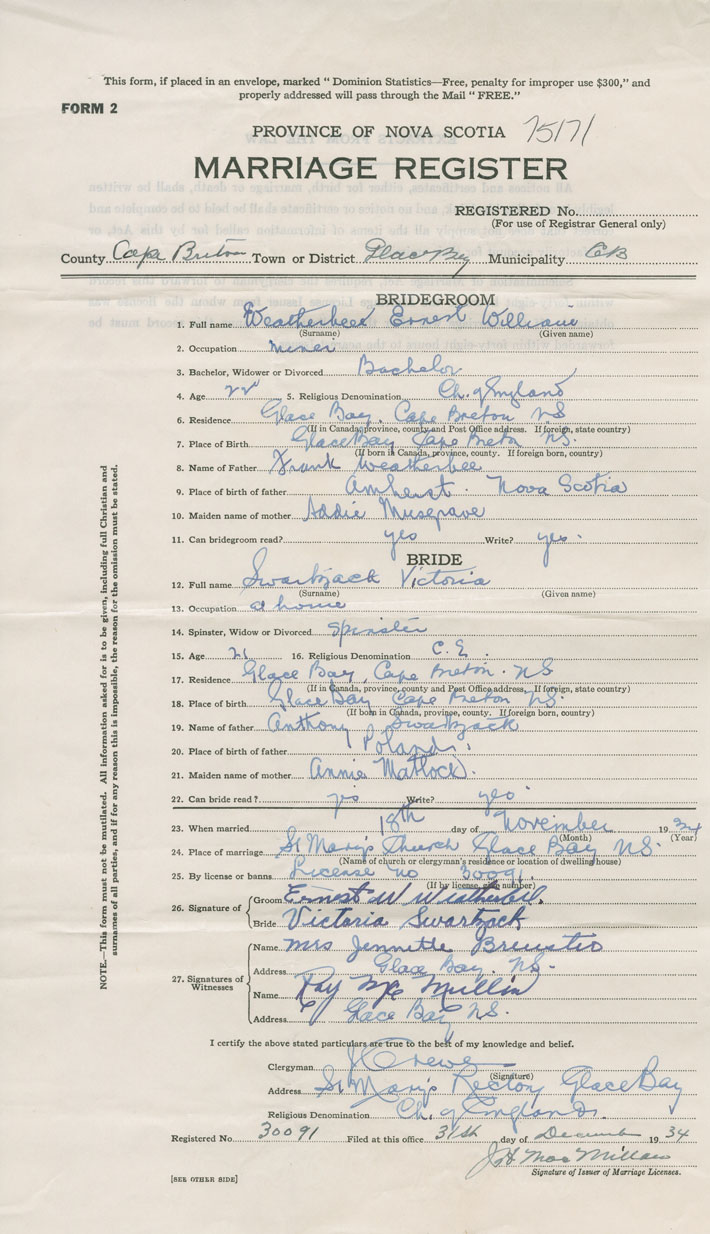 This form, if placed in an envelope, marked “ Dominion Statistics—Free, penalty for improper use $300,” and
properly addressed will pass through the Mail “ FREE.”
FORM 2
PROVINCE OF NOVA SCOTIA 75171
MARRIAGE REGISTER
REGISTERED No.
(For use of Registrar General only)
County Cape Breton Town or District Glace Bay Municipality CB
BRIDEGROOM
1. Full name Weatherbee Ernest William
(Surname) (Given name)
2. Occupation miner
3. Bachelor, Widower or Divorced Bachelor
4. Age 22 5. Religious Denomination Ch. of England
6. Residence Glace Bay, Cape Breton NS
(If in Canada, province, county and Post Office address. If foreign, state country)
7. Place of Birth Glace Bay Cape Breton NS.
(If born in Canada, province, county. If foreign born, country)
8. Name of Father Frank Weatherbee
9. Place of birth of father Amherst. Nova Scotia
10. Maiden name of mother Addie Musgrave
11. Can bridegroom read? yes Write? yes.
BRIDE
12. Full name Swartzack Victoria
(Surname) (Given name)
13. Occupation at home
14. Spinster, Widow or Divorced Spinster
15. Age 21 16. Religious Denomination C.E.
17. Residence Glace Bay, Cape Breton. NS
(If in Canada, province, county and Post Office address, If foreign, state country)
18. Place of birth Glace Bay Cape Breton NS.
(If born in Canada, province, county. If foreign born, country)
19. Name of father Anthony Swartzack
20. Place of birth of father Poland.
21. Maiden name of mother Annie Matlock.
22. Can bride read? yes Write? yes
23. When married 18th day of November 1934
(Month) (Year)
24. Place of marriage St Mary's Church Glace Bay NS.
(Name of church or clergyman's residence or location of dwelling house)
25. By license or banns License no 30091
(If by license, give number)
26. Signature of
Groom Ernest W Weatherbee.
Bride Victoria Swartzack
27. Signatures of Witnesses
Name Mrs Jennette
Address Glace Bay. NS.
Name Ray McMullin
Address Glace Bay NS.
I certify the above stated particulars are true to the best of my knowledge and belief.
Clergyman
(Signature)
Address St Mary's Rectory Glace Bay
Religious Denomination Ch. of England.
Registered No. 30091 Filed at this office 31st day of December 1934
Mac Millan
Signature of Issuer of Marriage Licenses.
[SEE OTHER SIDE]
NOTE.—This form must not be mutilated. All information asked for is to be given, including full Christian and
surnames of all parties, and if for any reason this is impossible, the reason for the omission must be stated.